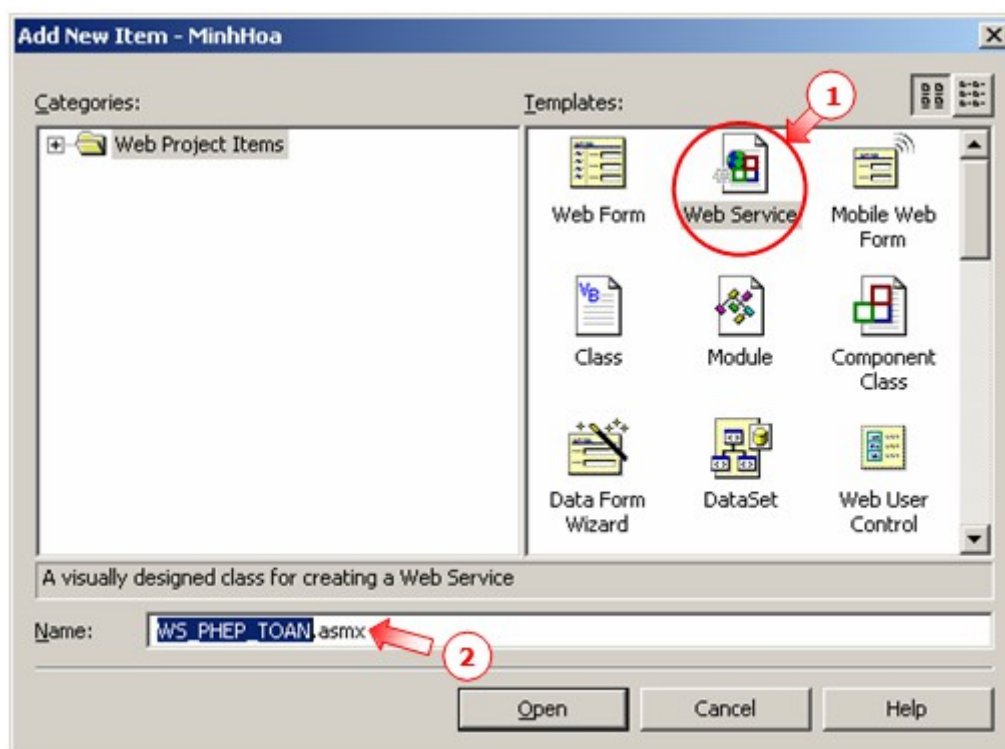 Add New Item - MinhHoa
Categories:
Templates:
1
Web Project Items
Web Form
Web Service
Mobile Web
Form
Class
Module
Component
Class
Data Form
Wizard
DataSet
Web User
Control
A visually designed class for creating a Web Service
Name:
WS_PHEP_TOAN.asmx
2
Open
Cancel
Help